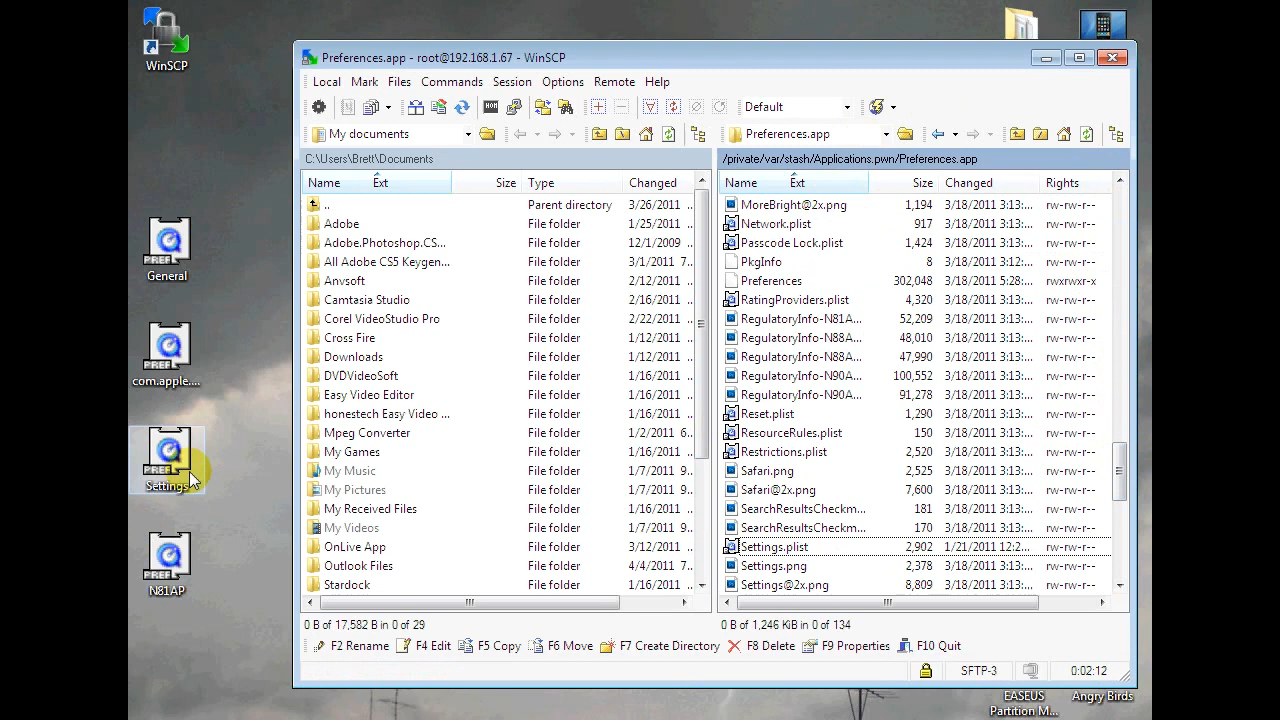 WinSCP
PREF
General
PREF
com.apple....
PREF
Settings
PREF
N81AP
Preferences.app - root@192.168.1.67 - WinSCP
Local Mark Files Commands Session Options Remote Help
Default
My documents
Preferences.app
C:\Users\Brett\Documents
/private/var/stash/Applications.pwn/Preferences.app
Name Ext Size Type Changed
Name Ext Size Changed Rights
.. Parent directory 3/26/2011 ..
Adobe File folder 1/25/2011 ..
Adobe.Photoshop.CS... File folder 12/1/2009 ..
All Adobe CS5 Keygen... File folder 3/1/2011 7..
Anvsoft File folder 2/12/2011 ..
Camtasia Studio File folder 2/16/2011 ..
Corel VideoStudio Pro File folder 2/22/2011 ..
Cross Fire File folder 1/12/2011 ..
Downloads File folder 1/12/2011 ..
DVDVideoSoft File folder 1/16/2011 ..
Easy Video Editor File folder 1/16/2011 ..
honestech Easy Video ... File folder 1/16/2011 ..
Mpeg Converter File folder 1/2/2011 6..
My Games File folder 1/16/2011 ..
My Music File folder 1/7/2011 9..
My Pictures File folder 1/7/2011 9..
My Received Files File folder 1/16/2011 ..
My Videos File folder 1/7/2011 9..
OnLive App File folder 3/12/2011 ..
Outlook Files File folder 4/4/2011 7..
Stardock File folder 1/16/2011 ..
MoreBright@2x.png 1,194 3/18/2011 3:13:... rw-rw-r--
Network.plist 917 3/18/2011 3:13:... rw-rw-r--
Passcode Lock.plist 1,424 3/18/2011 3:13:... rw-rw-r--
PkgInfo 8 3/18/2011 3:12:... rw-rw-r--
Preferences 302,048 3/18/2011 5:28:... rwxrwxr-x
RatingProviders.plist 4,320 3/18/2011 3:13:... rw-rw-r--
RegulatoryInfo-N81A... 52,209 3/18/2011 3:13:... rw-rw-r--
RegulatoryInfo-N88A... 48,010 3/18/2011 3:13:... rw-rw-r--
RegulatoryInfo-N88B... 47,990 3/18/2011 3:13:... rw-rw-r--
RegulatoryInfo-N90A... 100,552 3/18/2011 3:13:... rw-rw-r--
RegulatoryInfo-N90A... 91,278 3/18/2011 3:13:... rw-rw-r--
Reset.plist 1,290 3/18/2011 3:13:... rw-rw-r--
ResourceRules.plist 150 3/18/2011 3:13:... rw-rw-r--
Restrictions.plist 2,520 3/18/2011 3:13:... rw-rw-r--
Safari.png 2,525 3/18/2011 3:13:... rw-rw-r--
Safari@2x.png 7,600 3/18/2011 3:13:... rw-rw-r--
SearchResultsCheckm... 181 3/18/2011 3:13:... rw-rw-r--
SearchResultsCheckm... 170 3/18/2011 3:13:... rw-rw-r--
Settings.plist 2,902 1/21/2011 12:2... rw-rw-r--
Settings.png 2,378 3/18/2011 3:13:... rw-rw-r--
Settings@2x.png 8,809 3/18/2011 3:13:... rw-rw-r--
0 B of 17,582 B in 0 of 29
0 B of 1,246 KiB in 0 of 134
F2 Rename F4 Edit F5 Copy F6 Move F7 Create Directory F8 Delete F9 Properties F10 Quit
SFTP-3 0:02:12
EASEUS
Partition M...
Angry Birds